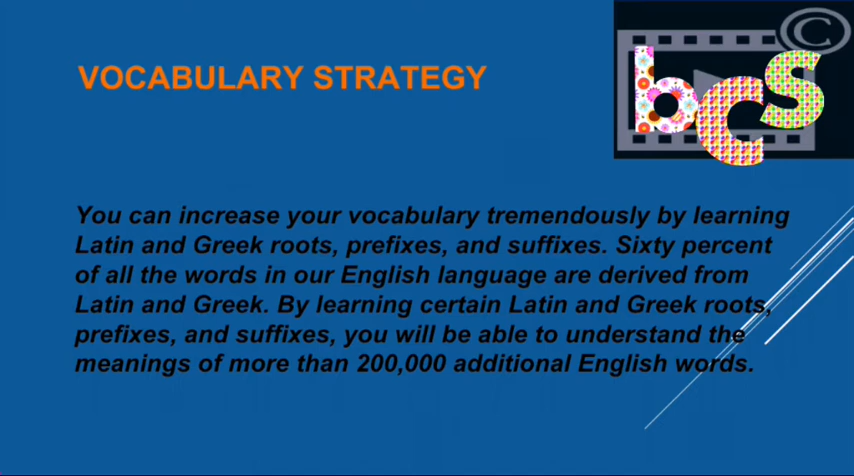 VOCABULARY STRATEGY
©
bcs
You can increase your vocabulary tremendously by learning
Latin and Greek roots, prefixes, and suffixes. Sixty percent
of all the words in our English language are derived from
Latin and Greek. By learning certain Latin and Greek roots,
prefixes, and suffixes, you will be able to understand the
meanings of more than 200,000 additional English words.